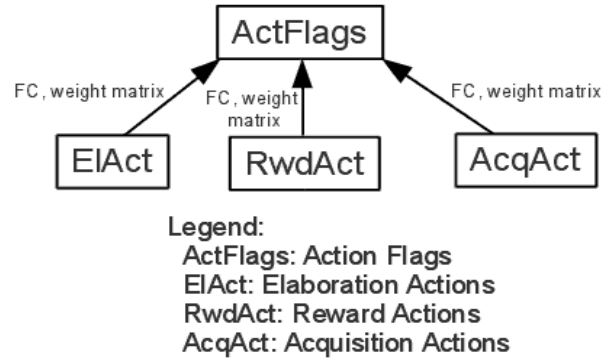 ActFlags
FC, weight matrix
FC, weight
matrix
FC, weight matrix
ElAct
RwdAct
AcqAct
Legend:
ActFlags: Action Flags
ElAct: Elaboration Actions
RwdAct: Reward Actions
AcqAct: Acquisition Actions